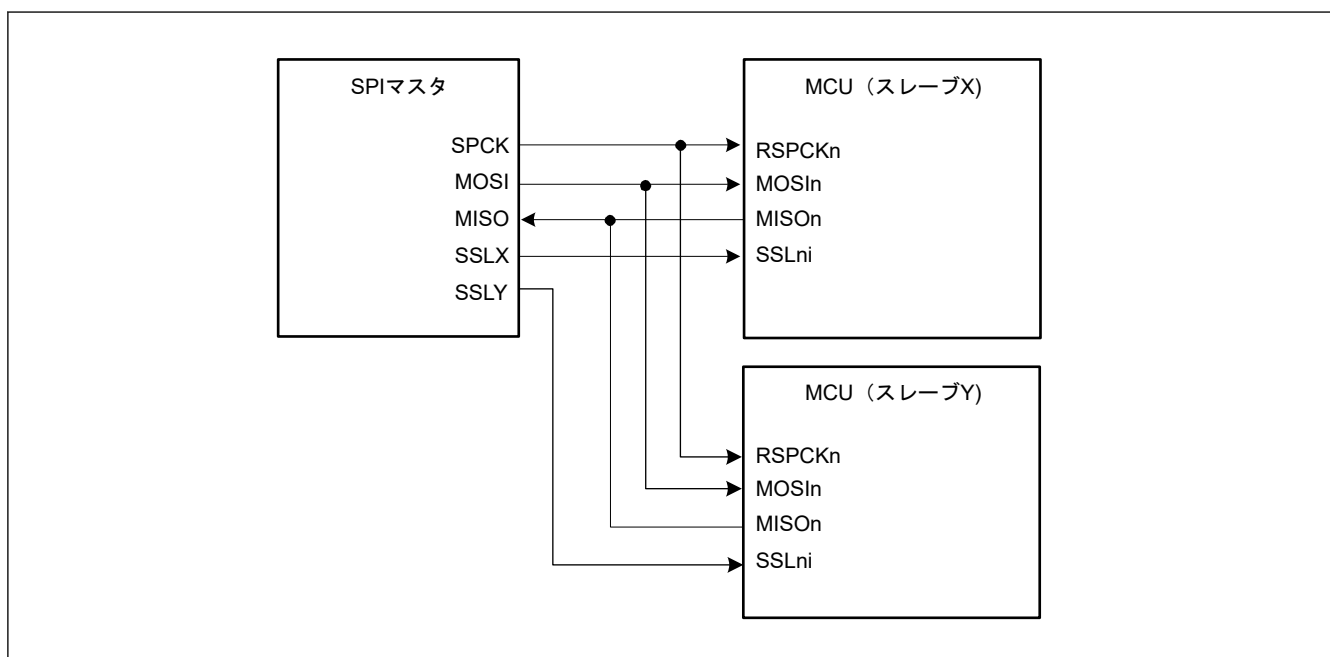 SPIマスタ
SPCK
MOSI
MISO
SSLX
SSLY
MCU（スレーブX)
RSPCKn
MOSIn
MISOn
SSLni
MCU（スレーブY)
RSPCKn
MOSIn
MISOn
SSLni